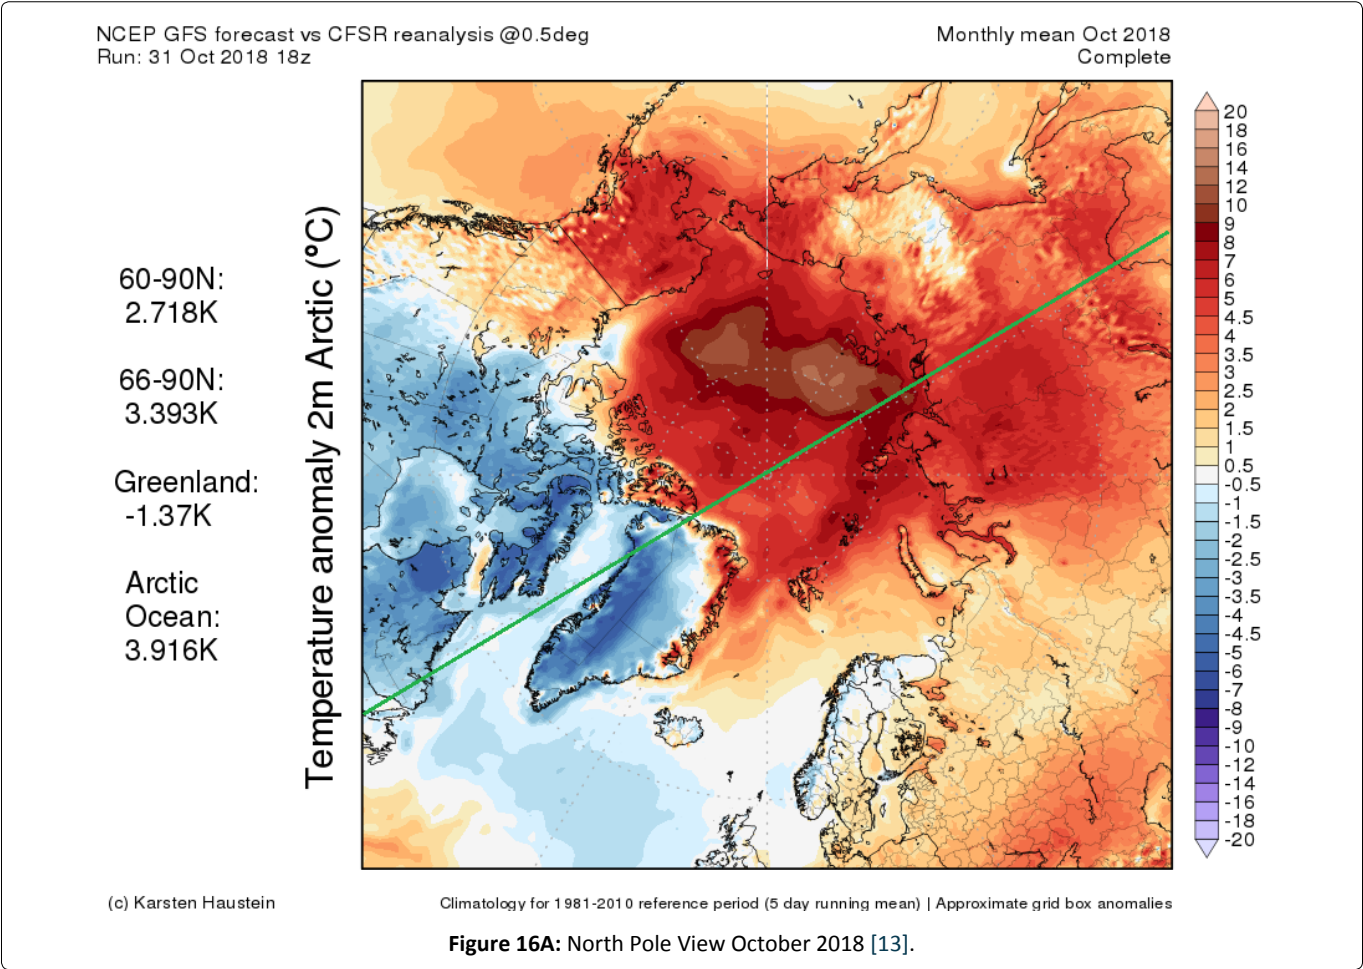 NCEP GFS forecast vs CFSR reanalysis @0.5deg
Run: 31 Oct 2018 18z
Monthly mean Oct 2018
Complete
60-90N:
2.718K
66-90N:
3.393K
Greenland:
-1.37K
Arctic
Ocean:
3.916K
Temperature anomaly 2m Arctic (°C)
20
18
16
14
12
10
9
8
7
6
5
4.5
4
3.5
3
2.5
2
1.5
1
0.5
-0.5
-1
-1.5
-2
-2.5
-3
-3.5
-4
-4.5
-5
-6
-7
-8
-9
-10
-12
-14
-16
-18
-20
(c) Karsten Haustein
Climatology for 1981-2010 reference period (5 day running mean) | Approximate grid box anomalies
Figure 16A: North Pole View October 2018 [13].